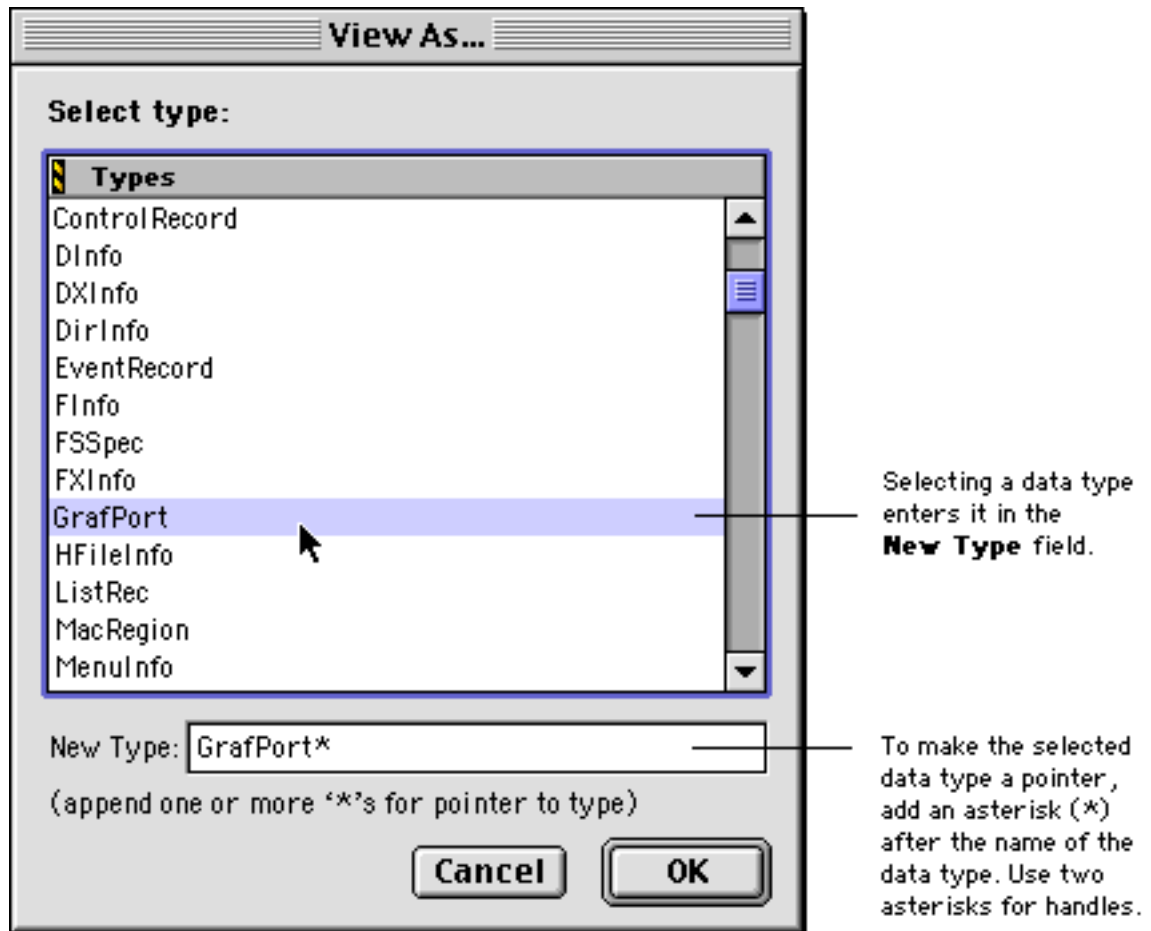 View As...
Select type:
Types
ControlRecord
DInfo
DXInfo
DirInfo
EventRecord
FInfo
FSSpec
FXInfo
GrafPort
HFileInfo
ListRec
MacRegion
MenuInfo
Selecting a data type
enters it in the
New Type field.
New Type: GrafPort*
(append one or more ‘*’s for pointer to type)
Cancel OK
To make the selected
data type a pointer,
add an asterisk (*)
after the name of the
data type. Use two
asterisks for handles.